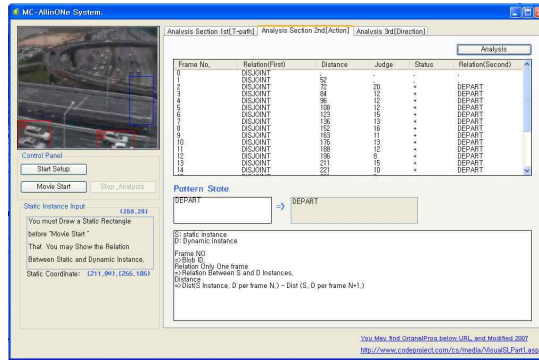 MC-AllinONe System.
Analysis Section 1st[T-path] Analysis Section 2nd[Action] Analysis 3rd[Direction]
Analysis
Frame No, Relation(First) Distance Judge Status Relation(Second)
0 DISJOINT . . . .
1 DISJOINT 52 . . .
2 DISJOINT 72 20 + DEPART
3 DISJOINT 84 12 + DEPART
4 DISJOINT 96 12 + DEPART
5 DISJOINT 108 12 + DEPART
6 DISJOINT 123 15 + DEPART
7 DISJOINT 136 13 + DEPART
8 DISJOINT 152 16 + DEPART
9 DISJOINT 163 11 + DEPART
10 DISJOINT 176 13 + DEPART
11 DISJOINT 188 12 + DEPART
12 DISJOINT 196 8 + DEPART
13 DISJOINT 211 15 + DEPART
14 DISJOINT 221 10 + DEPART
Control Panel
Start Setup
Movie Start Stop_Analysis
Static Instance Input
(260,20)
You must Draw a Static Rectangle
before "Movie Start "
That You may Show the Relation
Between Static and Dynamic Instance,
Static Coordinate: (211,94),(255,185)
Pattern State
DEPART => DEPART
S: static Instance
D: Dynamic instance
Frame NO
=>Blob ID,
Relation Only One frame
=>Relation Between S and D Instances,
Distance
=>Dist(S Instance, D per frame N,) - Dist (S, D per frame N+1,)
You May find OrignalProg below URL, and Modified 2007
http://www.codeproject.com/cs/media/VisualSLPart1.asp